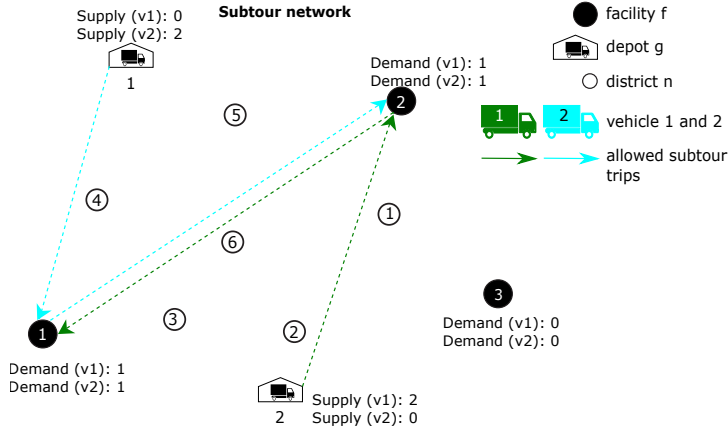 Subtour network
Supply (v1): 0
Supply (v2): 2
1
Demand (v1): 1
Demand (v2): 1
2
5
4
1
6
3
2
1
Demand (v1): 1
Demand (v2): 1
3
Demand (v1): 0
Demand (v2): 0
2
Supply (v1): 2
Supply (v2): 0
facility f
depot g
district n
1
2
vehicle 1 and 2
allowed subtour
trips